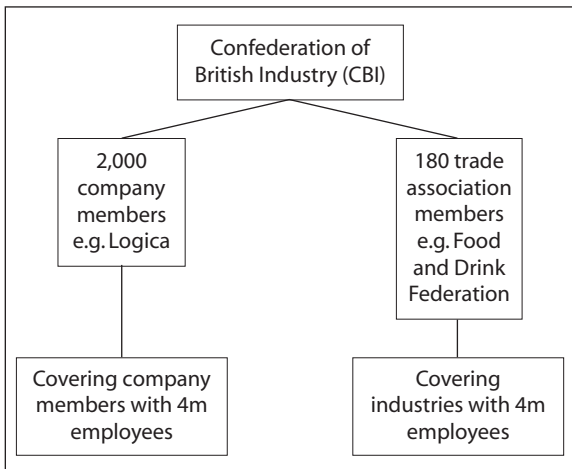 Confederation of
British Industry (CBI)
2,000
company
members
e.g. Logica
180 trade
association
members
e.g. Food
and Drink
Federation
Covering company
members with 4m
employees
Covering
industries with 4m
employees